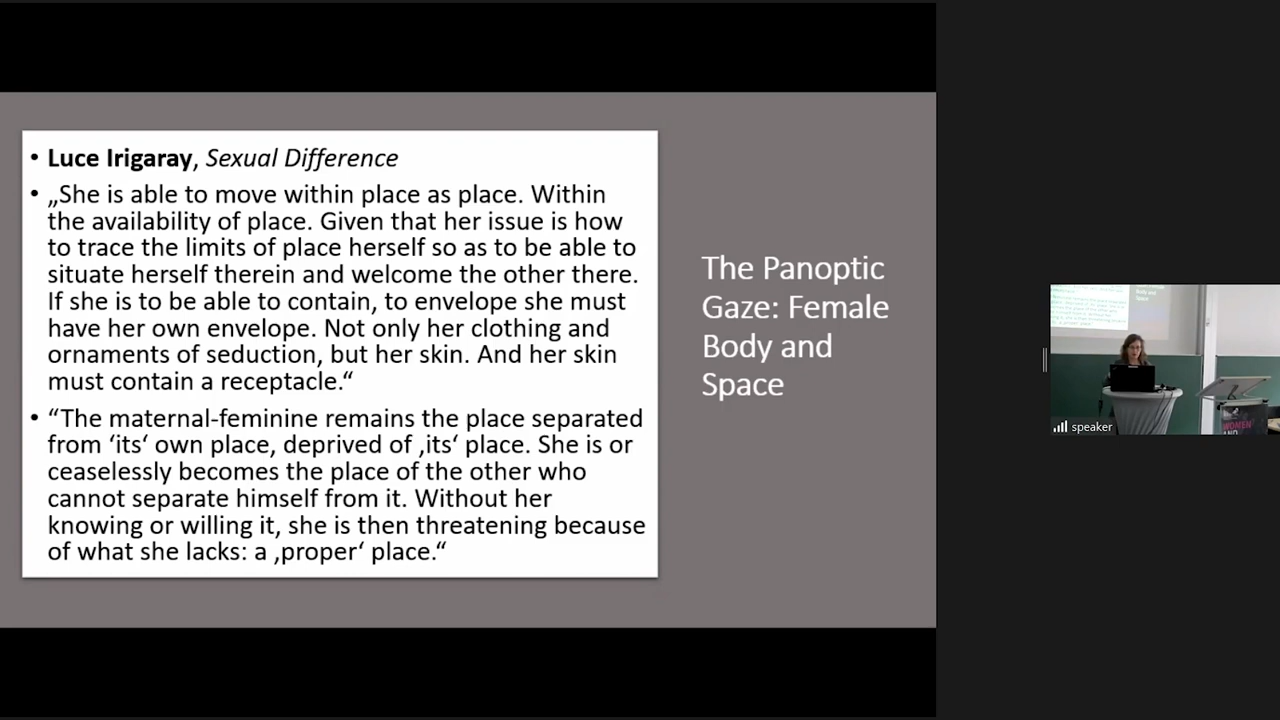 • Luce Irigaray, Sexual Difference
• „She is able to move within place as place. Within
the availability of place. Given that her issue is how
to trace the limits of place herself so as to be able to
situate herself therein and welcome the other there.
If she is to be able to contain, to envelope she must
have her own envelope. Not only her clothing and
ornaments of seduction, but her skin. And her skin
must contain a receptacle.“
• “The maternal-feminine remains the place separated
from ‘its‘ own place, deprived of ‚its‘ place. She is or
ceaselessly becomes the place of the other who
cannot separate himself from it. Without her
knowing or willing it, she is then threatening because
of what she lacks: a ‚proper‘ place.“
The Panoptic
Gaze: Female
Body and
Space
Body and
Space
speaker
WOMEN